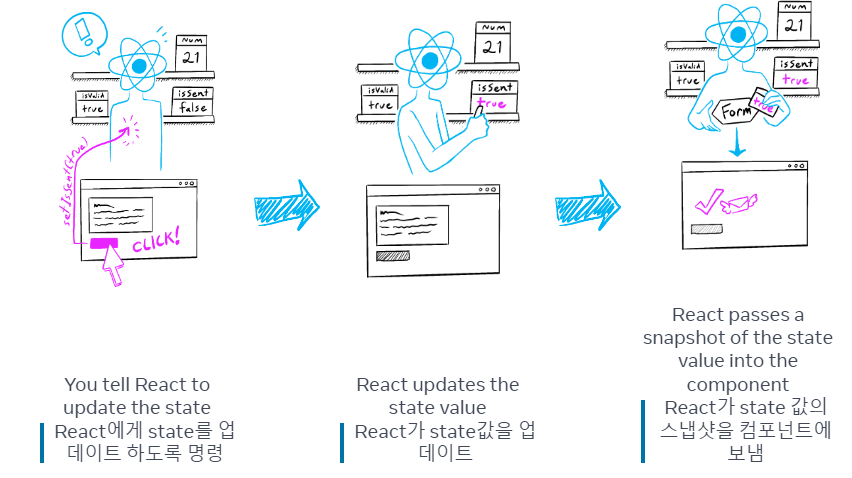 !
NUM
21
isValid
true
isSent
false
setIsSent(true)
CLICK!
You tell React to
update the state
React에게 state를 업
데이트 하도록 명령
NUM
21
isValid
true
isSent
true
React updates the
state value
React가 state값을 업
데이트
NUM
21
isValid
true
isSent
true
Form
true
React passes a
snapshot of the state
value into the
component
React가 state 값의
스냅샷을 컴포넌트에
보냄